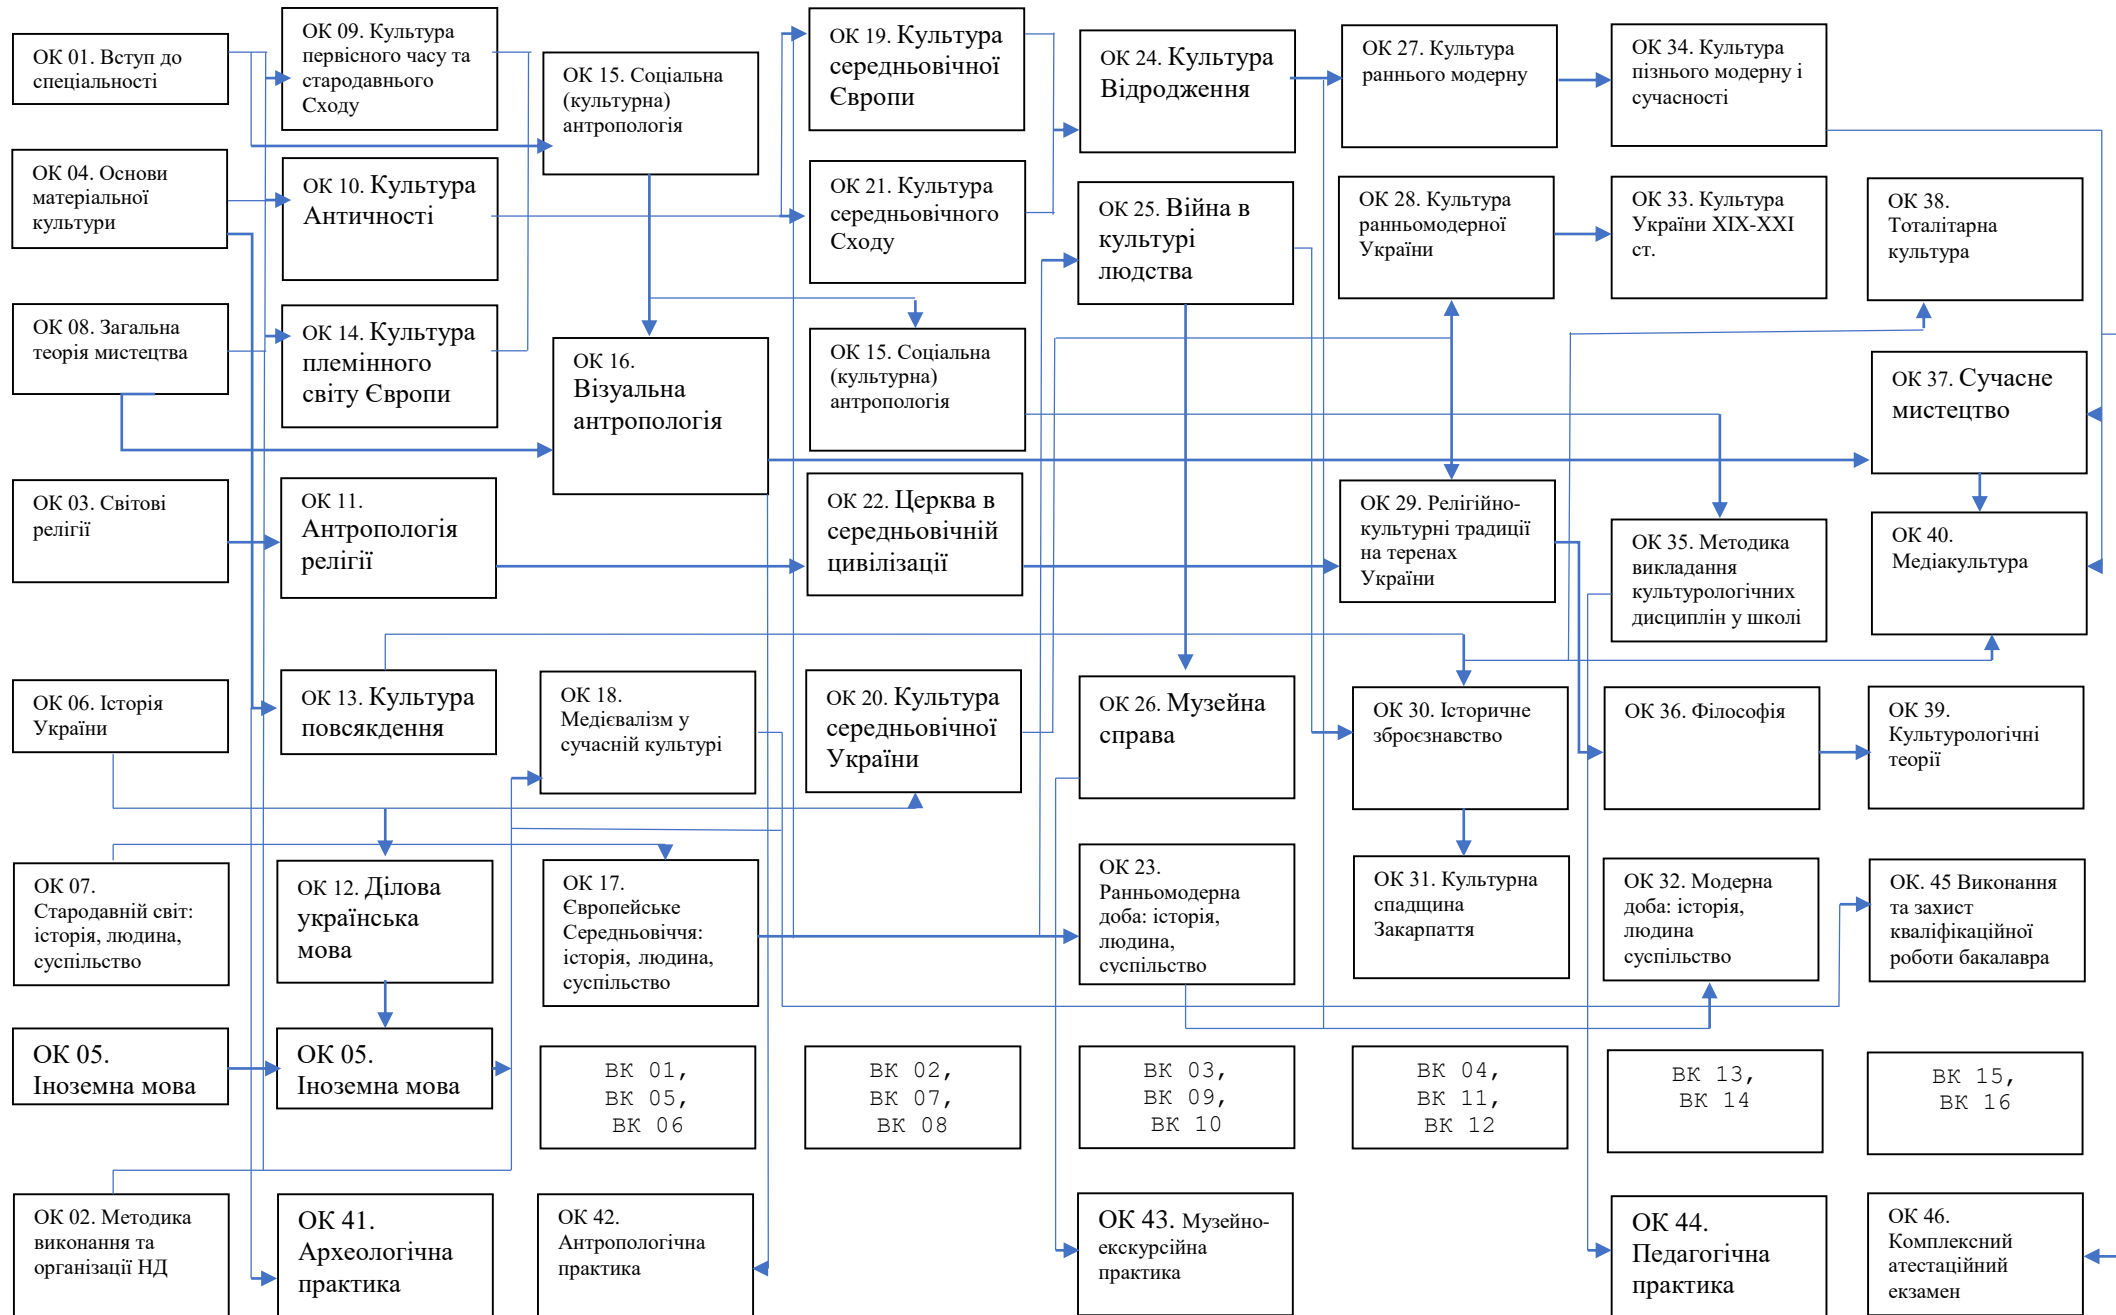 ОК 01. Вступ до
спеціальності
ОК 09. Культура
первісного часу та
стародавнього
Сходу
ОК 15. Соціальна
(культурна)
антропологія
ОК 19. Культура
середньовічної
Європи
ОК 24. Культура
Відродження
ОК 27. Культура
раннього модерну
ОК 34. Культура
пізнього модерну і
сучасності
ОК 04. Основи
матеріальної
культури
ОК 10. Культура
Античності
ОК 21. Культура
середньовічного
Сходу
ОК 25. Війна в
культурі
людства
ОК 28. Культура
ранньомодерної
України
ОК 33. Культура
України ХІХ-ХХІ
ст.
ОК 38.
Тоталітарна
культура
ОК 08. Загальна
теорія мистецтва
ОК 14. Культура
племінного
світу Європи
ОК 16.
Візуальна
антропологія
ОК 15. Соціальна
(культурна)
антропологія
ОК 37. Сучасне
мистецтво
ОК 03. Світові
релігії
ОК 11.
Антропологія
релігії
ОК 22. Церква в
середньовічній
цивілізації
ОК 29. Релігійно-
культурні традиції
на теренах
України
ОК 35. Методика
викладання
культурологічних
дисциплін у школі
ОК 40.
Медіакультура
ОК 06. Історія
України
ОК 13. Культура
повсякдення
ОК 18.
Медієвалізм у
сучасній культурі
ОК 20. Культура
середньовічної
України
ОК 26. Музейна
справа
ОК 30. Історичне
зброєзнавство
ОК 36. Філософія
ОК 39.
Культурологічні
теорії
ОК 07.
Стародавній світ:
історія, людина,
суспільство
ОК 12. Ділова
українська
мова
ОК 17.
Європейське
Середньовіччя:
історія, людина,
суспільство
ОК 23.
Ранньомодерна
доба: історія,
людина,
суспільство
ОК 31. Культурна
спадщина
Закарпаття
ОК 32. Модерна
доба: історія,
людина
суспільство
ОК. 45 Виконання
та захист
кваліфікаційної
роботи бакалавра
ОК 05.
Іноземна мова
ОК 05.
Іноземна мова
ВК 01,
ВК 05,
ВК 06
ВК 02,
ВК 07,
ВК 08
ВК 03,
ВК 09,
ВК 10
ВК 04,
ВК 11,
ВК 12
ВК 13,
ВК 14
ВК 15,
ВК 16
ОК 02. Методика
виконання та
організації НД
ОК 41.
Археологічна
практика
ОК 42.
Антропологічна
практика
ОК 43. Музейно-
екскурсійна
практика
ОК 44.
Педагогічна
практика
ОК 46.
Комплексний
атестаційний
екзамен